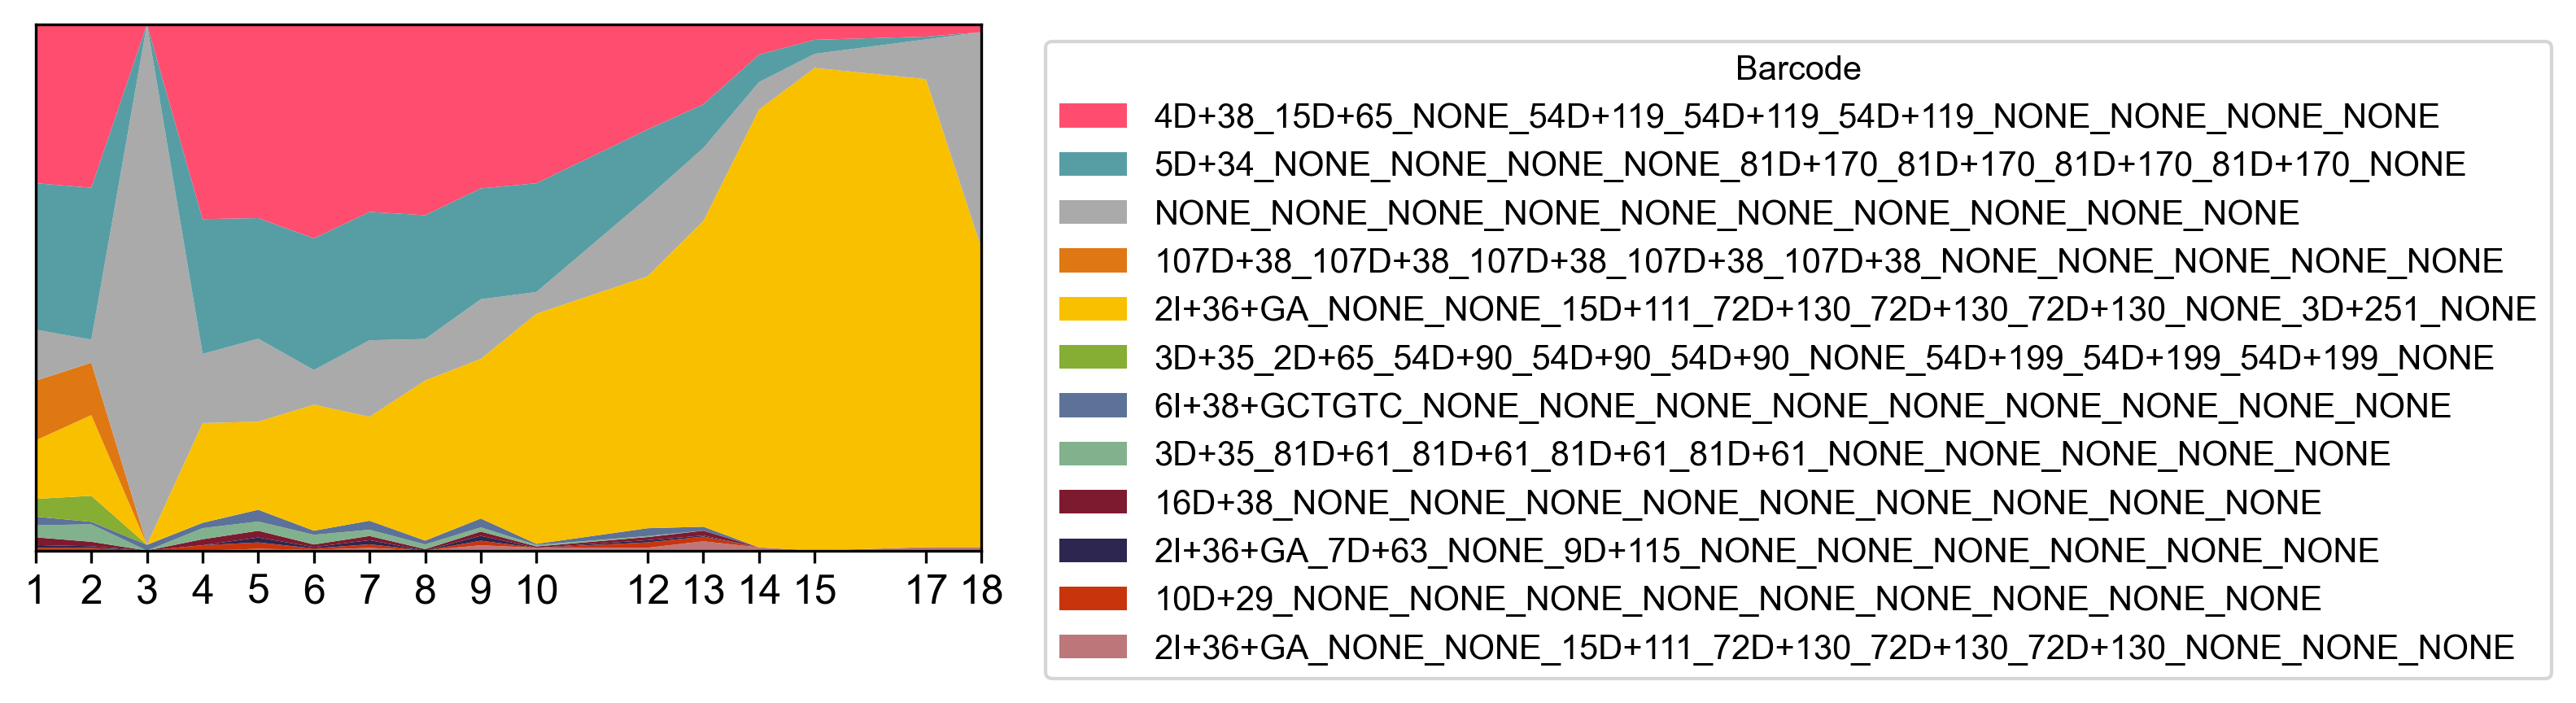 1 2 3 4 5 6 7 8 9 10 12 13 14 15 17 18
Barcode
4D+38_15D+65_NONE_54D+119_54D+119_54D+119_NONE_NONE_NONE_NONE
5D+34_NONE_NONE_NONE_NONE_81D+170_81D+170_81D+170_81D+170_NONE
NONE_NONE_NONE_NONE_NONE_NONE_NONE_NONE_NONE_NONE
107D+38_107D+38_107D+38_107D+38_107D+38_NONE_NONE_NONE_NONE_NONE
2I+36+GA_NONE_NONE_15D+111_72D+130_72D+130_72D+130_NONE_3D+251_NONE
3D+35_2D+65_54D+90_54D+90_54D+90_NONE_54D+199_54D+199_54D+199_NONE
6I+38+GCTGTC_NONE_NONE_NONE_NONE_NONE_NONE_NONE_NONE_NONE
3D+35_81D+61_81D+61_81D+61_81D+61_NONE_NONE_NONE_NONE_NONE
16D+38_NONE_NONE_NONE_NONE_NONE_NONE_NONE_NONE_NONE
2I+36+GA_7D+63_NONE_9D+115_NONE_NONE_NONE_NONE_NONE_NONE
10D+29_NONE_NONE_NONE_NONE_NONE_NONE_NONE_NONE_NONE
2I+36+GA_NONE_NONE_15D+111_72D+130_72D+130_72D+130_NONE_NONE_NONE